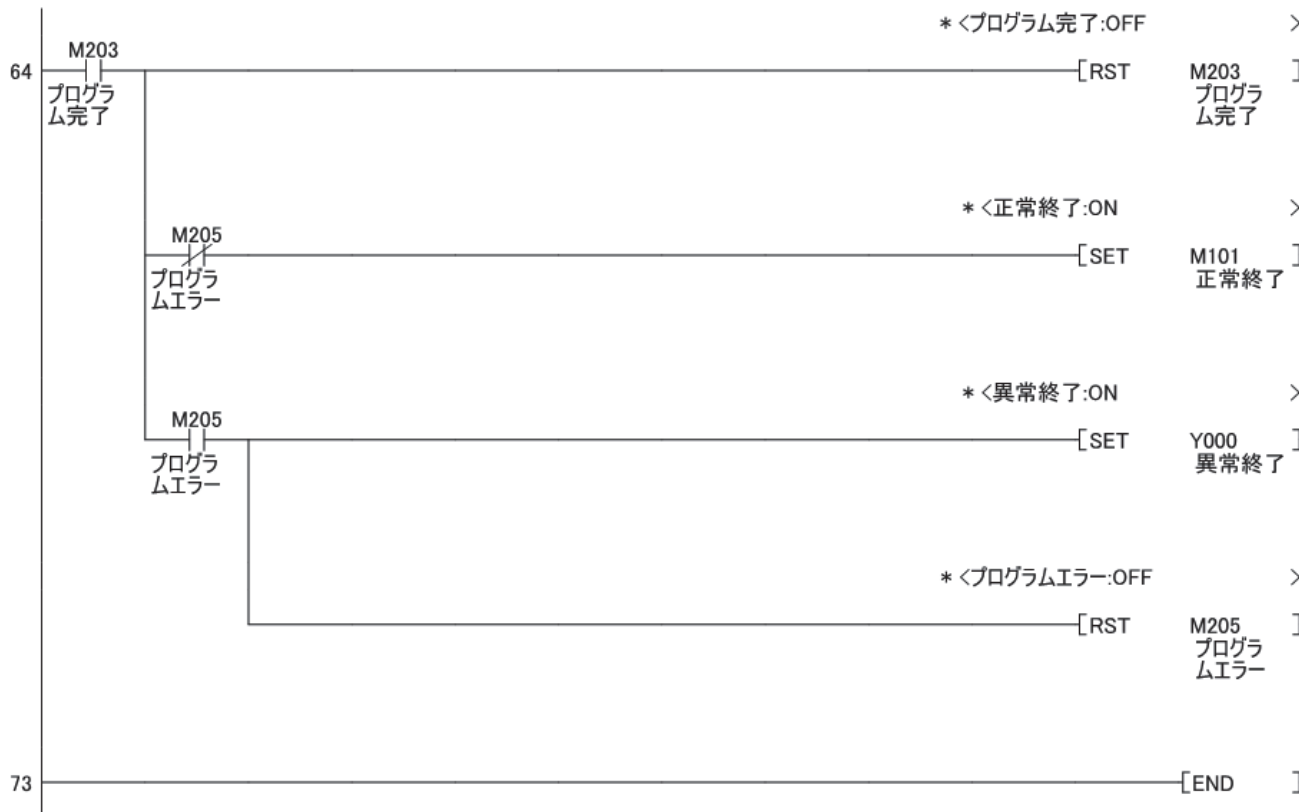 * <プログラム完了:OFF >
M203
64 [RST M203 ]
プログラ
ム完了
プログラ
ム完了
* <正常終了:ON >
M205
[SET M101 ]
正常終了
プログラ
ムエラー
* <異常終了:ON >
M205
[SET Y000 ]
異常終了
プログラ
ムエラー
* <プログラムエラー:OFF >
[RST M205 ]
プログラ
ムエラー
73 [END ]